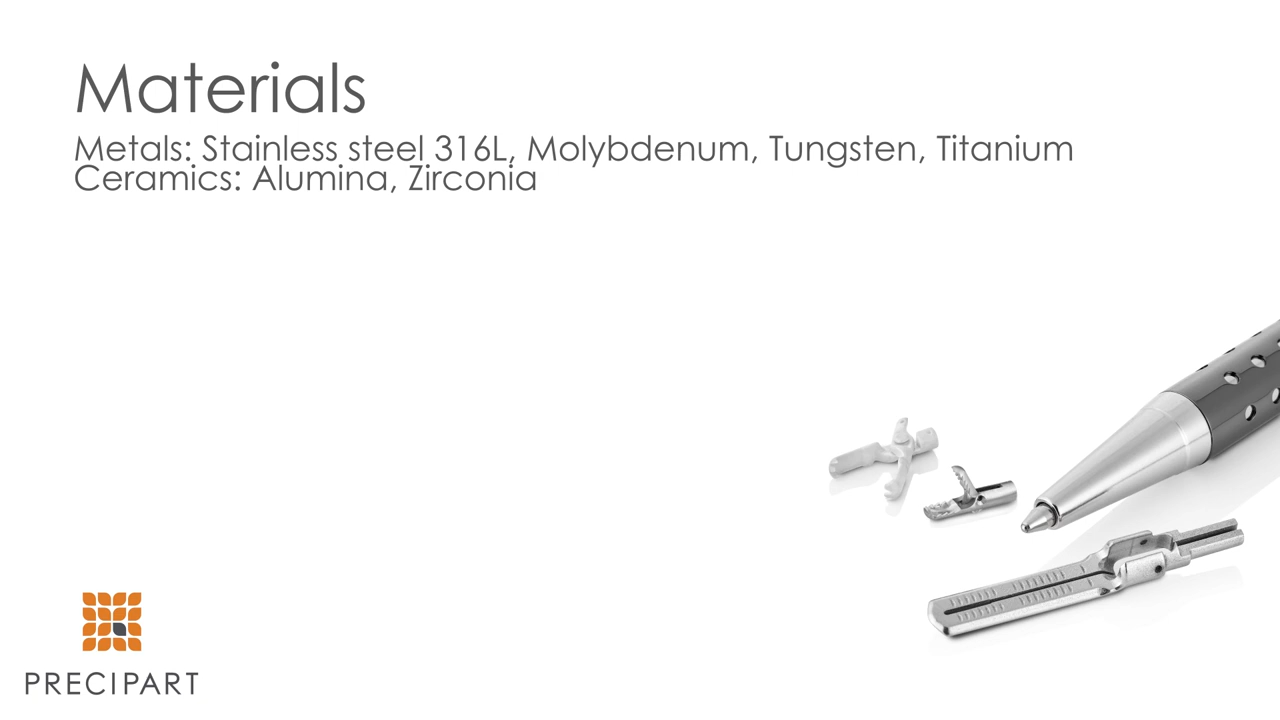 Materials
Metals: Stainless steel 316L, Molybdenum, Tungsten, Titanium
Ceramics: Alumina, Zirconia
PRECIPART